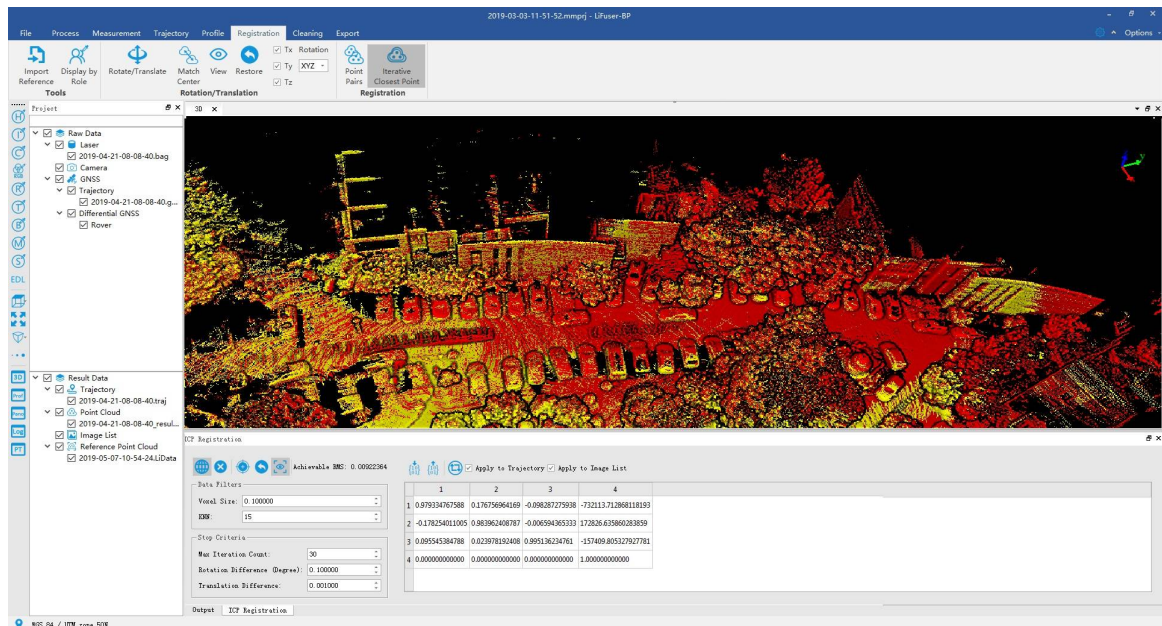 2019-03-03-11-51-52.mmprj - LiFuser-BP
File Process Measurement Trajectory Profile Registration Cleaning Export Options
Import Reference
Display by Role
Rotate/Translate
Match Center
View
Restore
Tx Rotation
Ty XYZ
Tz
Point Pairs
Iterative Closest Point
Tools Rotation/Translation Registration
Project
3D
Raw Data
Laser
2019-04-21-08-08-40.bag
Camera
GNSS
Trajectory
2019-04-21-08-08-40.g...
Differential GNSS
Rover
EDL
3D
Log
PT
Result Data
Trajectory
2019-04-21-08-08-40.traj
Point Cloud
2019-04-21-08-08-40_resul...
Image List
Reference Point Cloud
2019-05-07-10-54-24.LiData
y
ICP Registration
Achievable RMS: 0.00922364
Apply to Trajectory Apply to Image List
Data Filters
Voxel Size: 0.100000
KNN: 15
Stop Criteria
Max Iteration Count: 30
Rotation Difference (Degree): 0.100000
Translation Difference: 0.001000
1 2 3 4
1 0.979334767588 0.176756964169 -0.098287275938 -732113.712868118193
2 -0.178254011005 0.983962408787 -0.006594365333 172826.635860283859
3 0.095545384788 0.023978192408 0.995136234761 -157409.805327927781
4 0.000000000000 0.000000000000 0.000000000000 1.000000000000
Output ICP Registration
WGS 84 / UTM zone 50N